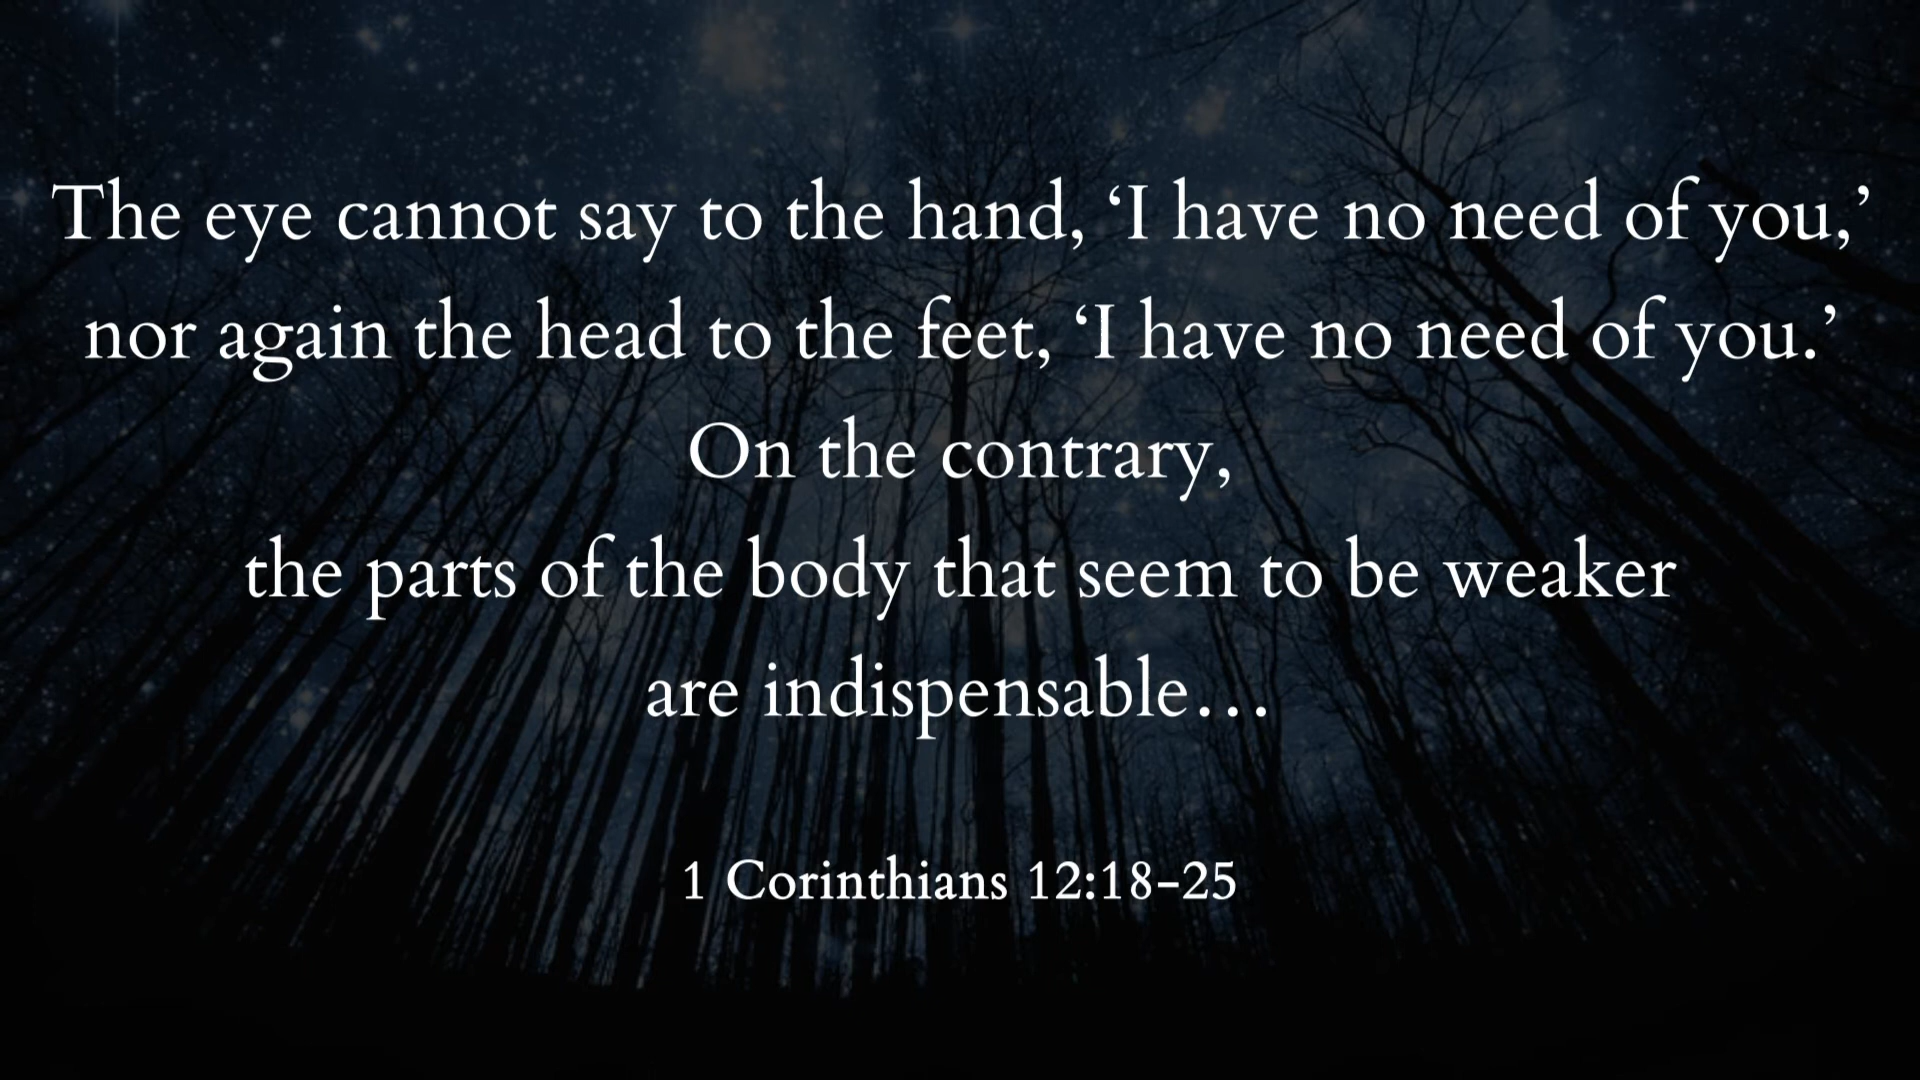 The eye cannot say to the hand, ‘I have no need of you,’
nor again the head to the feet, ‘I have no need of you.’
On the contrary,
the parts of the body that seem to be weaker
are indispensable…
1 Corinthians 12:18-25